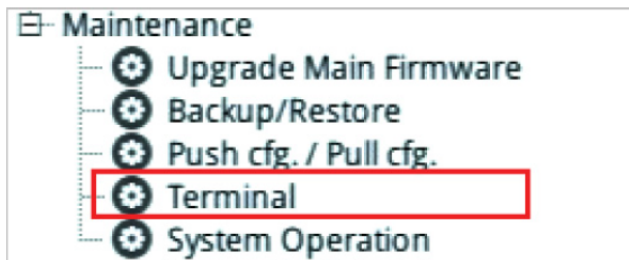 Maintenance
Upgrade Main Firmware
Backup/Restore
Push cfg. / Pull cfg.
Terminal
System Operation